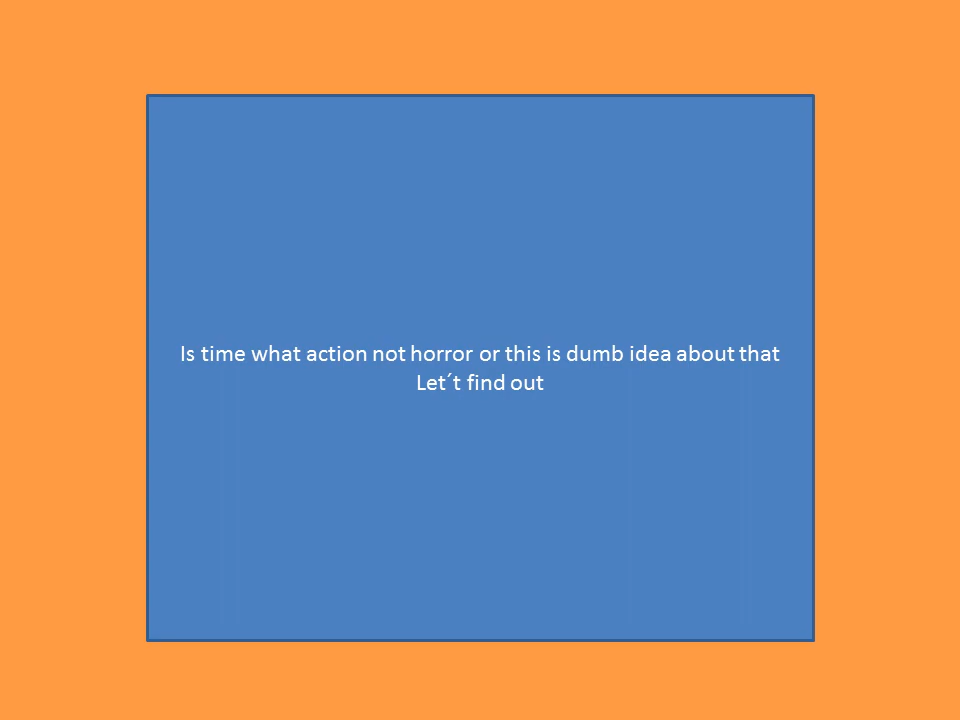 Is time what action not horror or this is dumb idea about that
Let´t find out